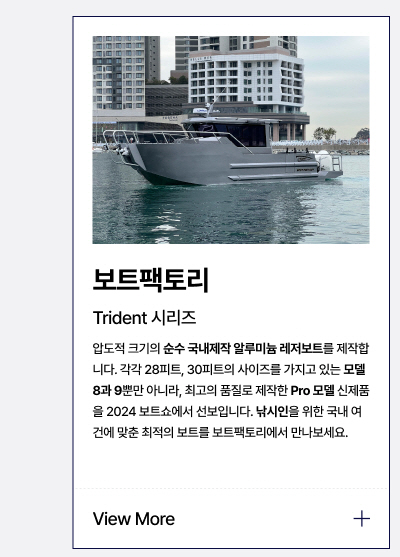 보트팩토리
Trident 시리즈
압도적 크기의 순수 국내제작 알루미늄 레저보트를 제작합
니다. 각각 28피트, 30피트의 사이즈를 가지고 있는 모델
8과 9뿐만 아니라, 최고의 품질로 제작한 Pro 모델 신제품
을 2024 보트쇼에서 선보입니다. 낚시인을 위한 국내 여
건에 맞춘 최적의 보트를 보트팩토리에서 만나보세요.
View More